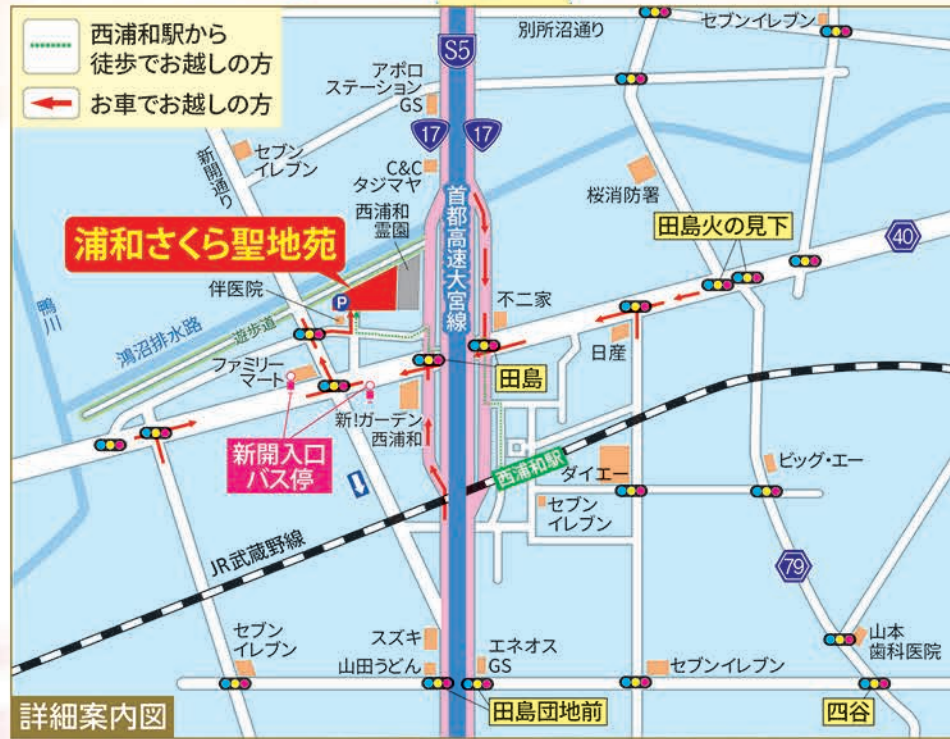 西浦和駅から
徒歩でお越しの方
お車でお越しの方
S5
別所沼通り
セブンイレブン
アポロ
ステーション
GS
17
17
新開通り
セブン
イレブン
C&C
タジマヤ
桜消防署
西浦和
霊園
首都高速大宮線
田島火の見下
40
浦和さくら聖地苑
P
伴医院
不二家
鴨川
鴻沼排水路
遊歩道
日産
田島
ファミリー
マート
新!ガーデン
西浦和
新開入口
バス停
西浦和駅
ダイエー
ビッグ・エー
セブン
イレブン
JR武蔵野線
79
セブン
イレブン
スズキ
山田うどん
エネオス
GS
セブンイレブン
山本
歯科医院
田島団地前
四谷
詳細案内図